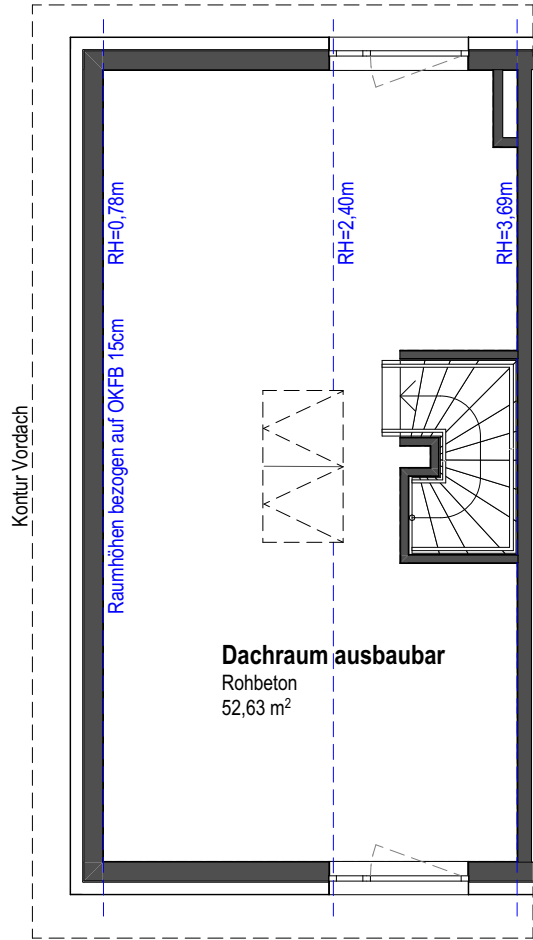 RH=0,78m
RH=2,40m
RH=3,69m
Raumhöhen bezogen auf OKFB 15cm
Kontur Vordach
Dachraum ausbaubar
Rohbeton
52,63 m²